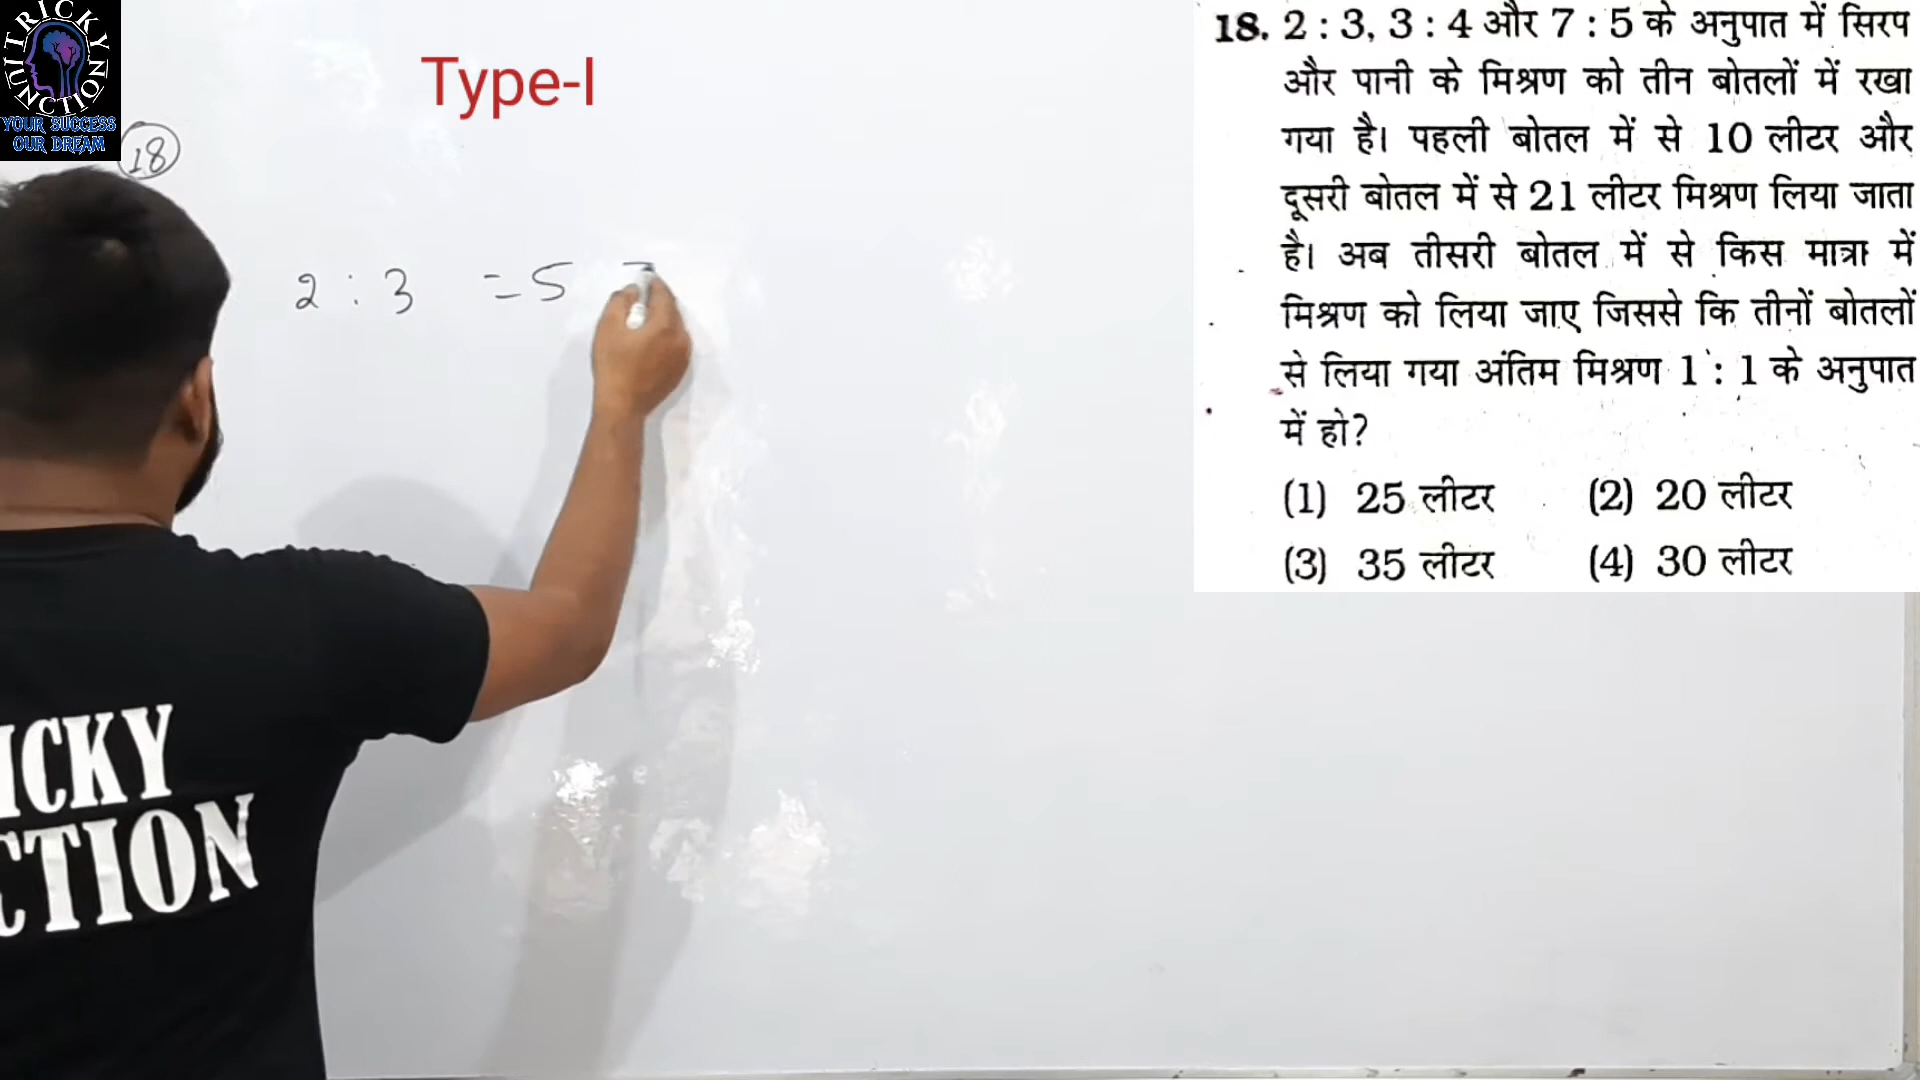 TRICKY
JUNCTION
YOUR SUCCESS
OUR DREAM
Type-I
18
2 : 3 = 5
ICKY
CTION
18. 2 : 3, 3 : 4 और 7 : 5 के अनुपात में सिरप
और पानी के मिश्रण को तीन बोतलों में रखा
गया है। पहली बोतल में से 10 लीटर और
दूसरी बोतल में से 21 लीटर मिश्रण लिया जाता
है। अब तीसरी बोतल में से किस मात्रा में
मिश्रण को लिया जाए जिससे कि तीनों बोतलों
से लिया गया अंतिम मिश्रण 1 : 1 के अनुपात
में हो?
(1) 25 लीटर (2) 20 लीटर
(3) 35 लीटर (4) 30 लीटर